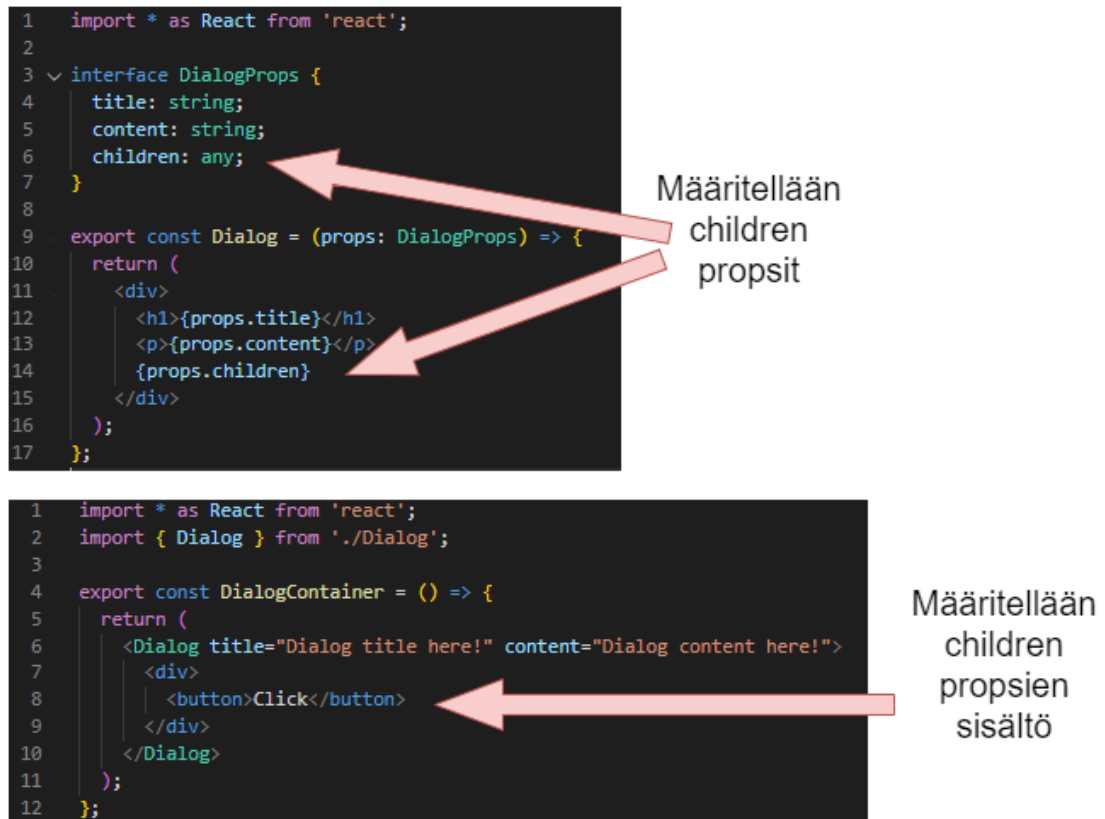 1 import * as React from 'react';
2
3 interface DialogProps {
4 title: string;
5 content: string;
6 children: any;
7 }
8
9 export const Dialog = (props: DialogProps) => {
10 return (
11 <div>
12 <h1>{props.title}</h1>
13 <p>{props.content}</p>
14 {props.children}
15 </div>
16 );
17 };
Määritellään
children
propsit
1 import * as React from 'react';
2 import { Dialog } from './Dialog';
3
4 export const DialogContainer = () => {
5 return (
6 <Dialog title="Dialog title here!" content="Dialog content here!">
7 <div>
8 <button>Click</button>
9 </div>
10 </Dialog>
11 );
12 };
Määritellään
children
propsien
sisältö